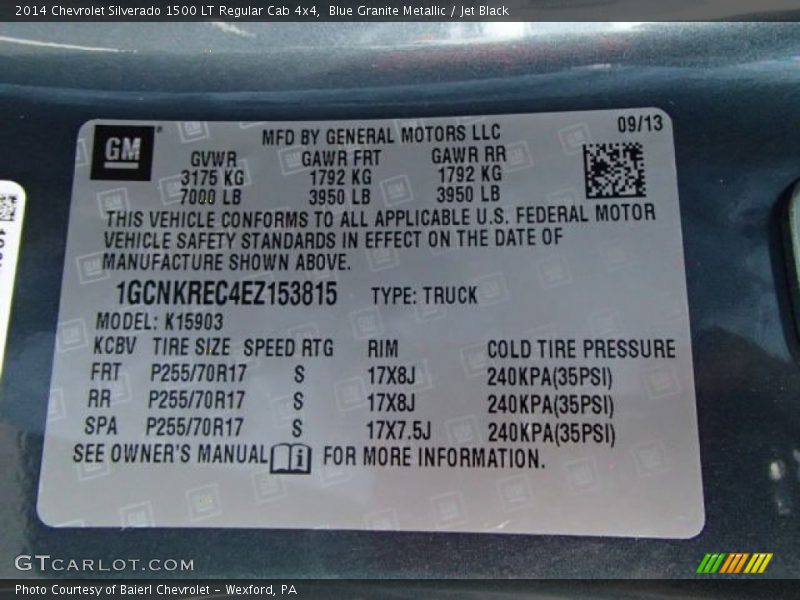 2014 Chevrolet Silverado 1500 LT Regular Cab 4x4,  Blue Granite Metallic / Jet Black
GM
MFD BY GENERAL MOTORS LLC
09/13
GVWR GAWR FRT GAWR RR
3175 KG 1792 KG 1792 KG
7000 LB 3950 LB 3950 LB
THIS VEHICLE CONFORMS TO ALL APPLICABLE U.S. FEDERAL MOTOR
VEHICLE SAFETY STANDARDS IN EFFECT ON THE DATE OF
MANUFACTURE SHOWN ABOVE.
1GCNKREC4EZ153815 TYPE: TRUCK
MODEL: K15903
KCBV TIRE SIZE SPEED RTG RIM COLD TIRE PRESSURE
FRT P255/70R17 S 17X8J 240KPA(35PSI)
RR P255/70R17 S 17X8J 240KPA(35PSI)
SPA P255/70R17 S 17X7.5J 240KPA(35PSI)
SEE OWNER'S MANUAL FOR MORE INFORMATION.
GTCARLOT.COM
Photo Courtesy of Baierl Chevrolet - Wexford, PA